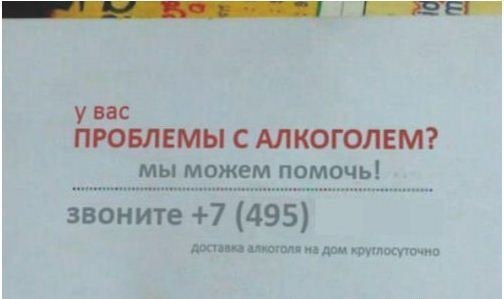 у вас
ПРОБЛЕМЫ С АЛКОГОЛЕМ?
мы можем помочь!
звоните +7 (495)
доставка алкоголя на дом круглосуточно